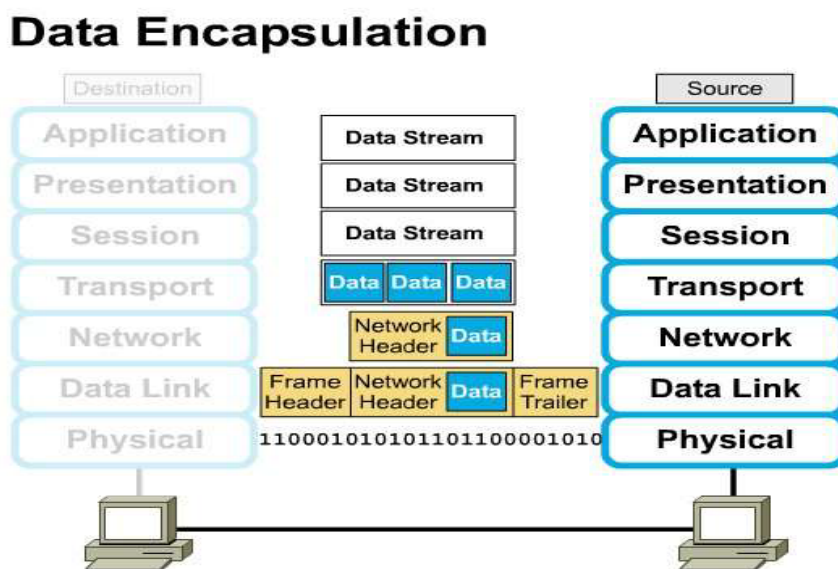 Data Encapsulation
Destination
Source
Application
Data Stream
Application
Presentation
Data Stream
Presentation
Session
Data Stream
Session
Transport
Data Data Data
Transport
Network
Network Header Data
Network
Data Link
Frame Header Network Header Data Frame Trailer
Data Link
Physical
110001010101101100001010
Physical